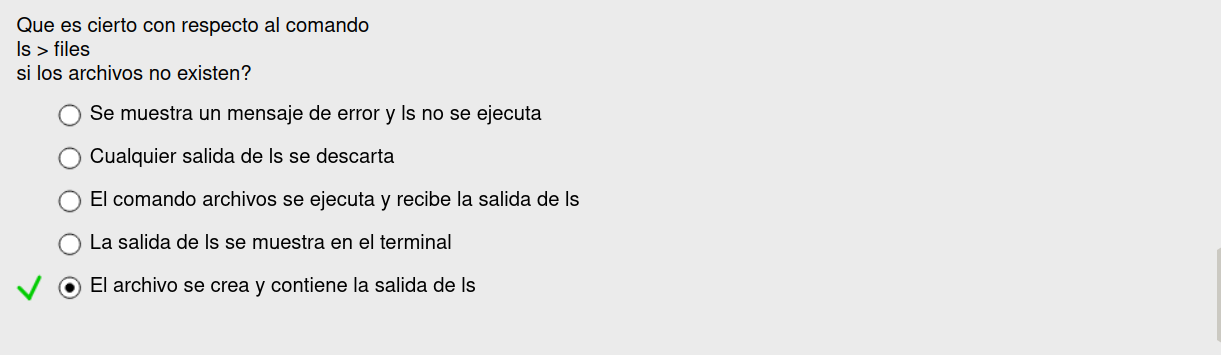 Que es cierto con respecto al comando
ls > files
si los archivos no existen?
Se muestra un mensaje de error y ls no se ejecuta
Cualquier salida de ls se descarta
El comando archivos se ejecuta y recibe la salida de ls
La salida de ls se muestra en el terminal
El archivo se crea y contiene la salida de ls